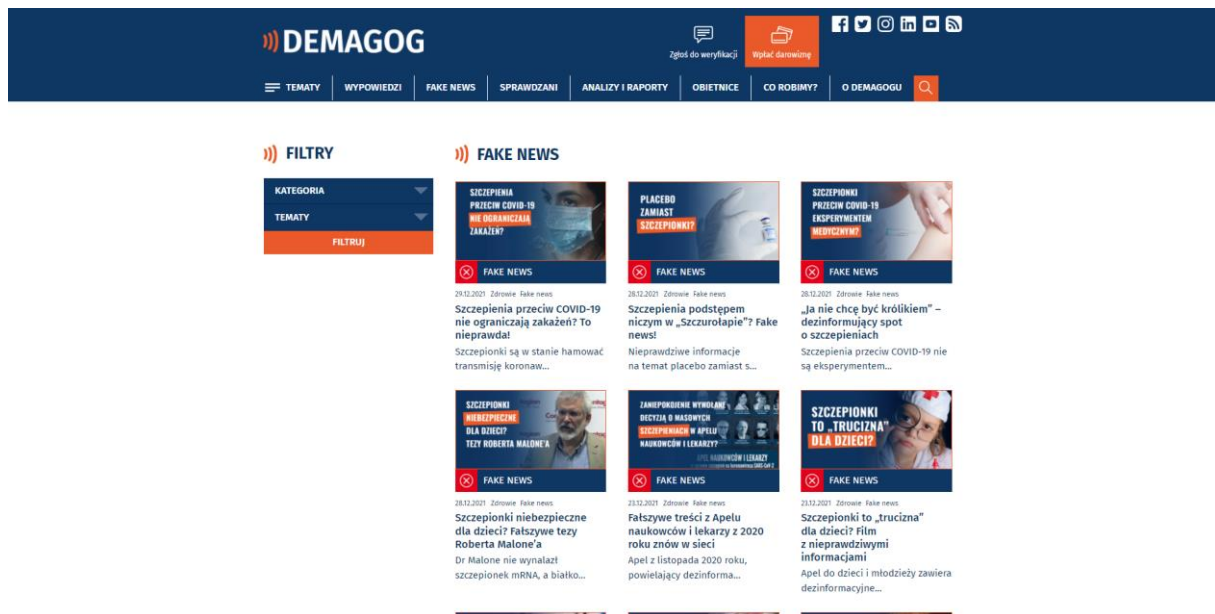 DEMAGOG
Zgłoś do weryfikacji
Wpłać darowiznę
TEMATY
WYPOWIEDZI
FAKE NEWS
SPRAWDZANI
ANALIZY I RAPORTY
OBIETNICE
CO ROBIMY?
O DEMAGOGU
FILTRY
KATEGORIA
TEMATY
FILTRUJ
FAKE NEWS
SZCZEPIENIA
PRZECIW COVID-19
NIE OGRANICZAJĄ
ZAKAŻEŃ?
FAKE NEWS
29.12.2021 Zdrowie Fake news
Szczepienia przeciw COVID-19
nie ograniczają zakażeń? To
nieprawda!
Szczepionki są w stanie hamować
transmisję koronaw...
PLACEBO
ZAMIAST
SZCZEPIONKI?
FAKE NEWS
28.12.2021 Zdrowie Fake news
Szczepienia podstępem
niczym w „Szczurołapie”? Fake
news!
Nieprawdziwe informacje
na temat placebo zamiast s...
SZCZEPIONKI
PRZECIW COVID-19
EKSPERYMENTEM
MEDYCZNYM?
FAKE NEWS
28.12.2021 Zdrowie Fake news
„Ja nie chcę być królikiem” –
dezinformujący spot
o szczepieniach
Szczepienia przeciw COVID-19 nie
są eksperymentem...
SZCZEPIONKI
NIEBEZPIECZNE
DLA DZIECI?
TEZY ROBERTA MALONE'A
FAKE NEWS
28.12.2021 Zdrowie Fake news
Szczepionki niebezpieczne
dla dzieci? Fałszywe tezy
Roberta Malone’a
Dr Malone nie wynalazł
szczepionek mRNA, a białko...
ZANIEPOKOJENIE WYWOŁANE
DECYZJĄ O MASOWYCH
SZCZEPIENIACH W APELU
NAUKOWCÓW I LEKARZY?
APEL NAUKOWCÓW I LEKARZY
FAKE NEWS
23.12.2021 Zdrowie Fake news
Fałszywe treści z Apelu
naukowców i lekarzy z 2020
roku znów w sieci
Apel z listopada 2020 roku,
powielający dezinforma...
SZCZEPIONKI
TO „TRUCIZNA”
DLA DZIECI?
FAKE NEWS
23.12.2021 Zdrowie Fake news
Szczepionki to „trucizna”
dla dzieci? Film
z nieprawdziwymi
informacjami
Apel do dzieci i młodzieży zawiera
dezinformacyjne...